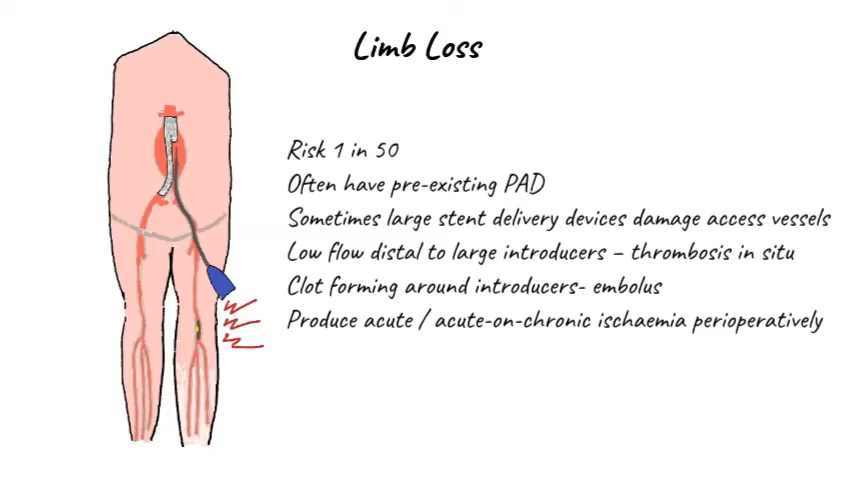 Limb Loss
Risk 1 in 50
Often have pre-existing PAD
Sometimes large stent delivery devices damage access vessels
Low flow distal to large introducers – thrombosis in situ
Clot forming around introducers- embolus
Produce acute / acute-on-chronic ischaemia perioperatively